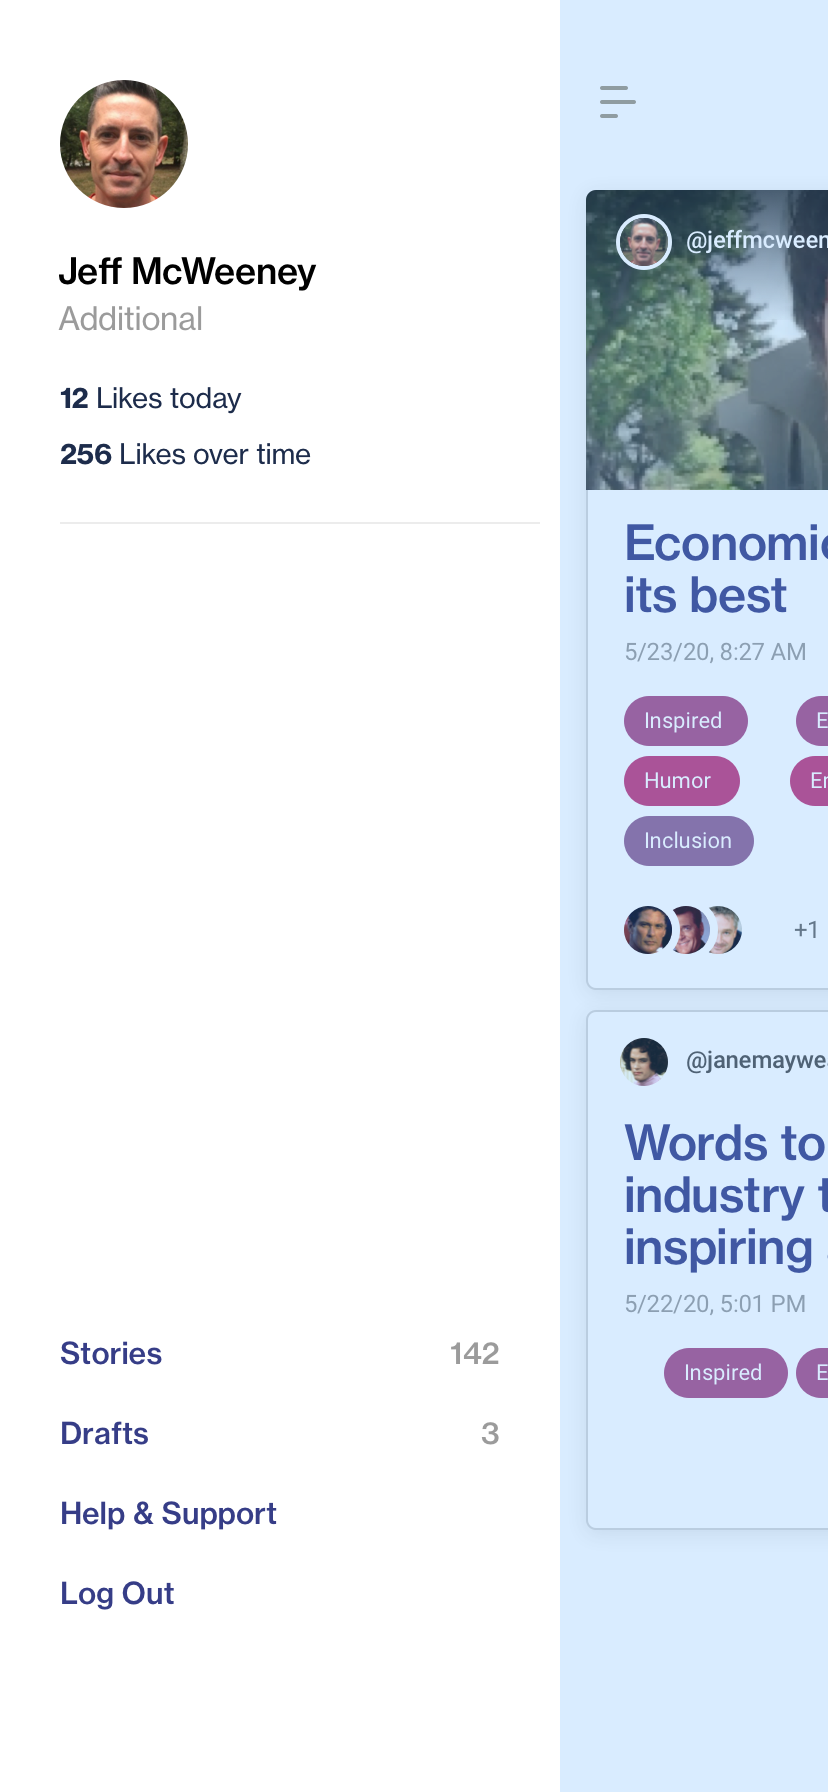 Jeff McWeeney
Additional
12 Likes today
256 Likes over time
Stories 142
Drafts 3
Help & Support
Log Out
@jeffmcween
Economic
its best
5/23/20, 8:27 AM
Inspired E
Humor En
Inclusion
+1
@janemaywe
Words to
industry t
inspiring
5/22/20, 5:01 PM
Inspired E